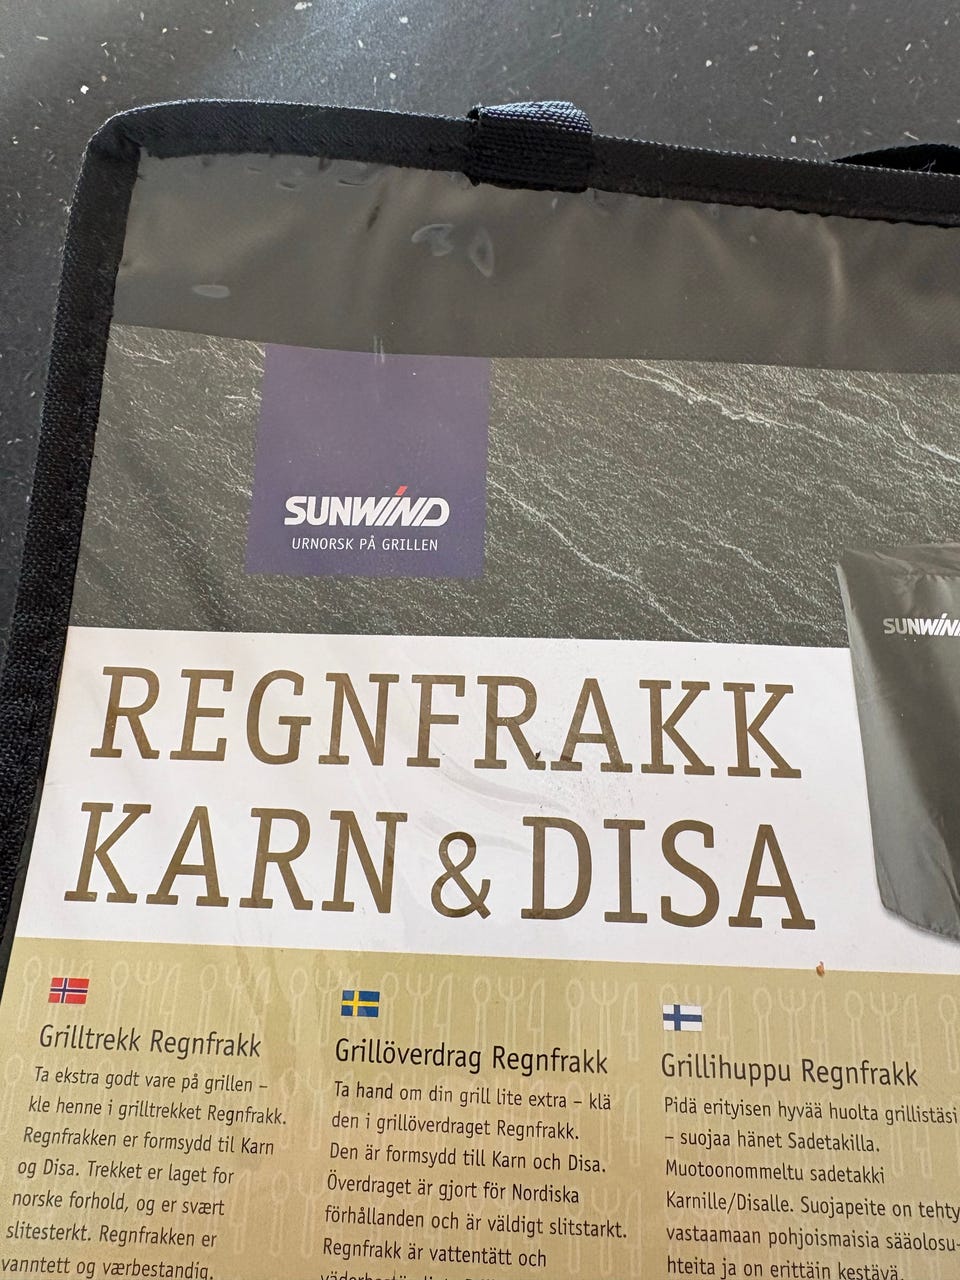 SUNWIND
URNORSK PÅ GRILLEN
REGNFRAKK
KARN & DISA
Grilltrekk Regnfrakk
Ta ekstra godt vare på grillen –
kle henne i grilltrekket Regnfrakk.
Regnfrakken er formsydd til Karn
og Disa. Trekket er laget for
norske forhold, og er svært
slitesterkt. Regnfrakken er
vanntett og værbestandig.
Grillöverdrag Regnfrakk
Ta hand om din grill lite extra – klä
den i grillöverdraget Regnfrakk.
Den är formsydd till Karn och Disa.
Överdraget är gjort för Nordiska
förhållanden och är väldigt slitstarkt.
Regnfrakk är vattentätt och
Grillihuppu Regnfrakk
Pidä erityisen hyvää huolta grillistäsi
– suojaa hänet Sadetakilla.
Muotoonommeltu sadetakki
Karnille/Disalle. Suojapeite on tehty
vastaamaan pohjoismaisia sääolosu-
hteita ja on erittäin kestävä.